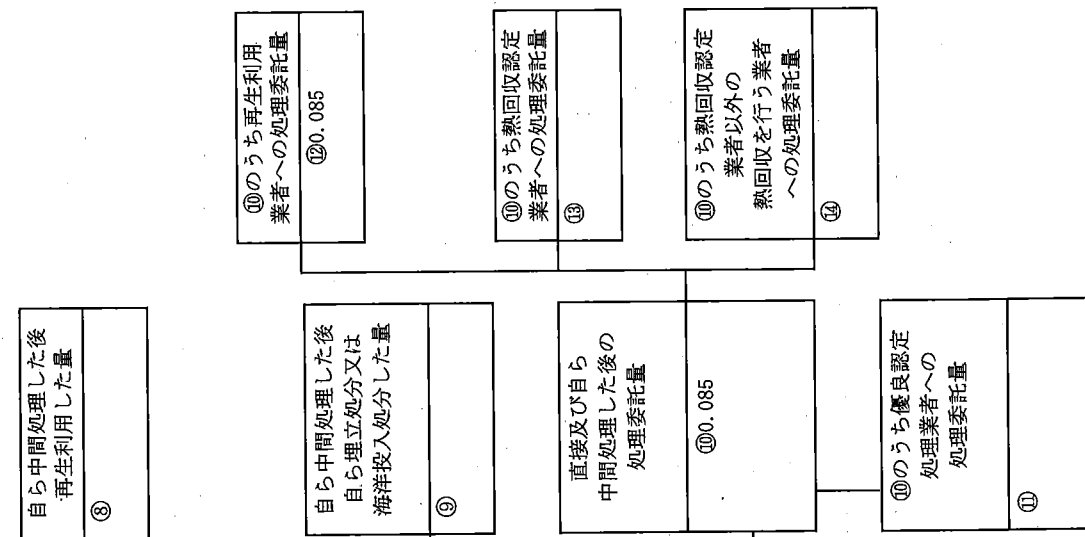 自ら中間処理した後
再生利用した量
⑧
自ら中間処理した後
自ら埋立処分又は
海洋投入処分した量
⑨
直接及び自ら
中間処理した後の
処理委託量
⑩0.085
⑩のうち優良認定
処理業者への
処理委託量
⑪
⑩のうち再生利用
業者への処理委託量
⑫0.085
⑩のうち熱回収認定
業者への処理委託量
⑬
⑩のうち熱回収認定
業者以外の
熱回収を行う業者
への処理委託量
⑭